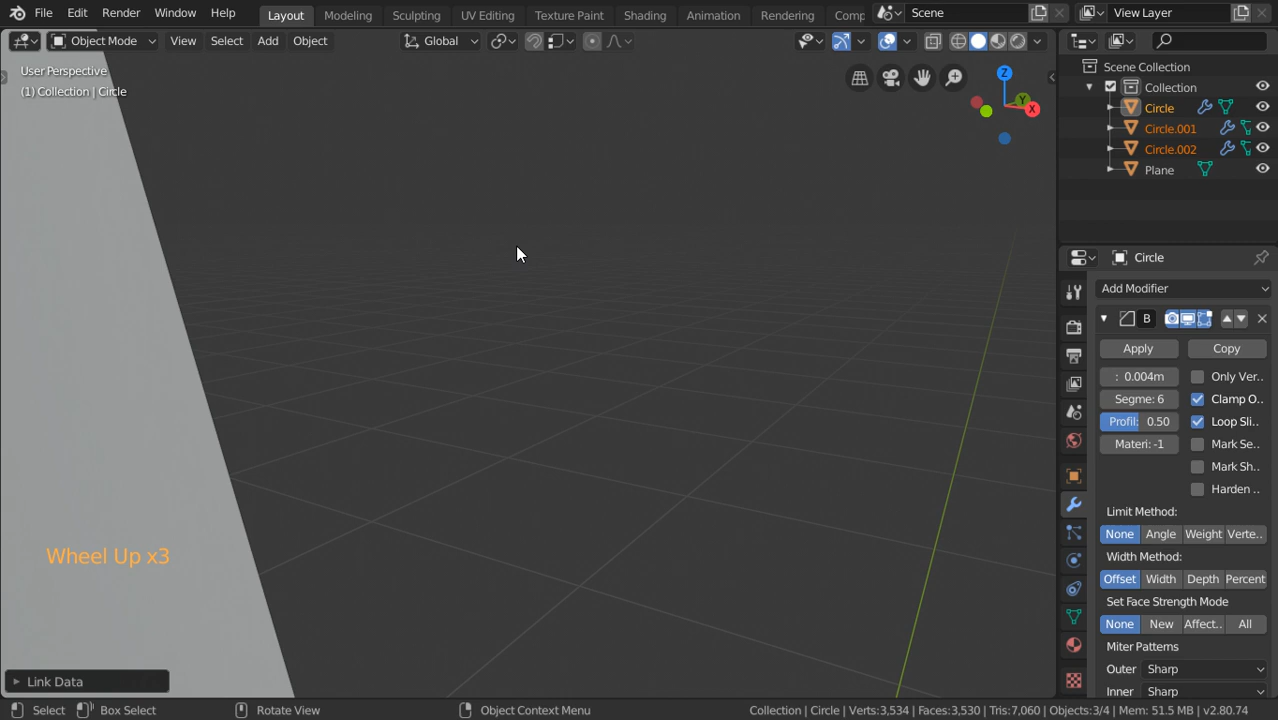 File Edit Render Window Help Layout Modeling Sculpting UV Editing Texture Paint Shading Animation Rendering Comp Scene View Layer
Object Mode View Select Add Object Global
User Perspective
(1) Collection | Circle
Z
Y
X
Scene Collection
Collection
Circle
Circle.001
Circle.002
Plane
Circle
Add Modifier
B
Apply Copy
: 0.004m Only Ver..
Segme: 6 Clamp O..
Profil: 0.50 Loop Sli..
Materi: -1 Mark Se..
Mark Sh..
Harden ..
Limit Method:
None Angle Weight Verte..
Width Method:
Offset Width Depth Percent
Set Face Strength Mode
None New Affect.. All
Miter Patterns
Outer Sharp
Inner Sharp
Wheel Up x3
Link Data
Select Box Select Rotate View Object Context Menu Collection | Circle | Verts:3,534 | Faces:3,530 | Tris:7,060 | Objects:3/4 | Mem: 51.5 MB | v2.80.74